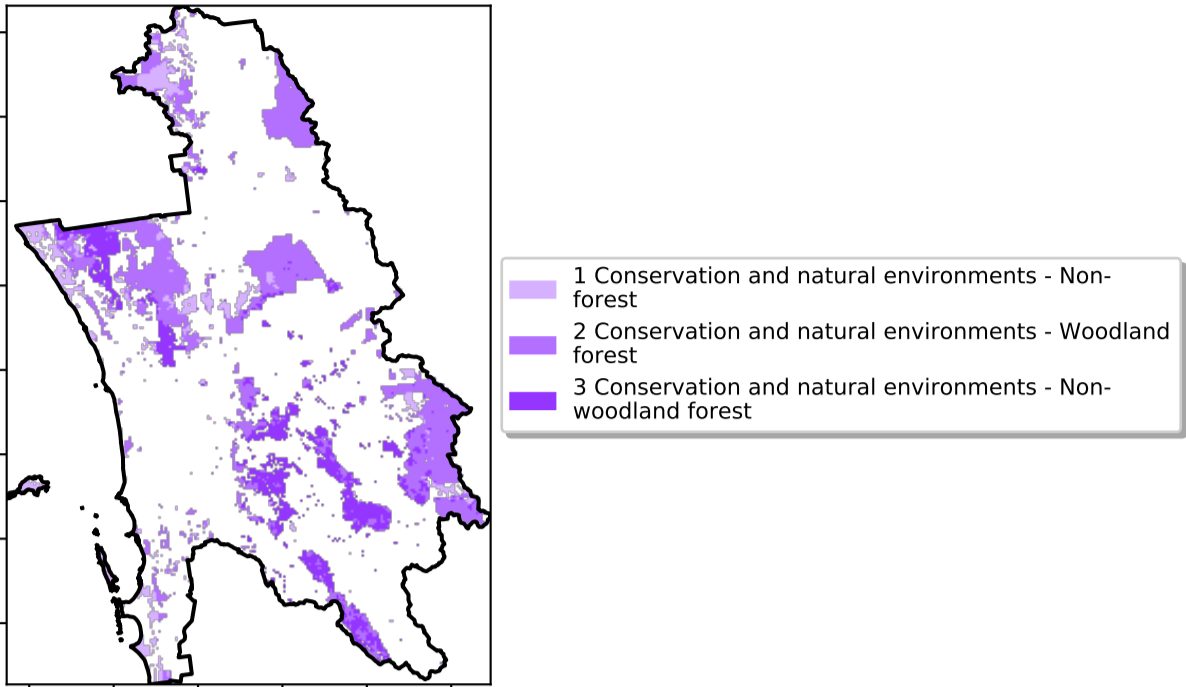 1 Conservation and natural environments - Non-
forest
2 Conservation and natural environments - Woodland
forest
3 Conservation and natural environments - Non-
woodland forest